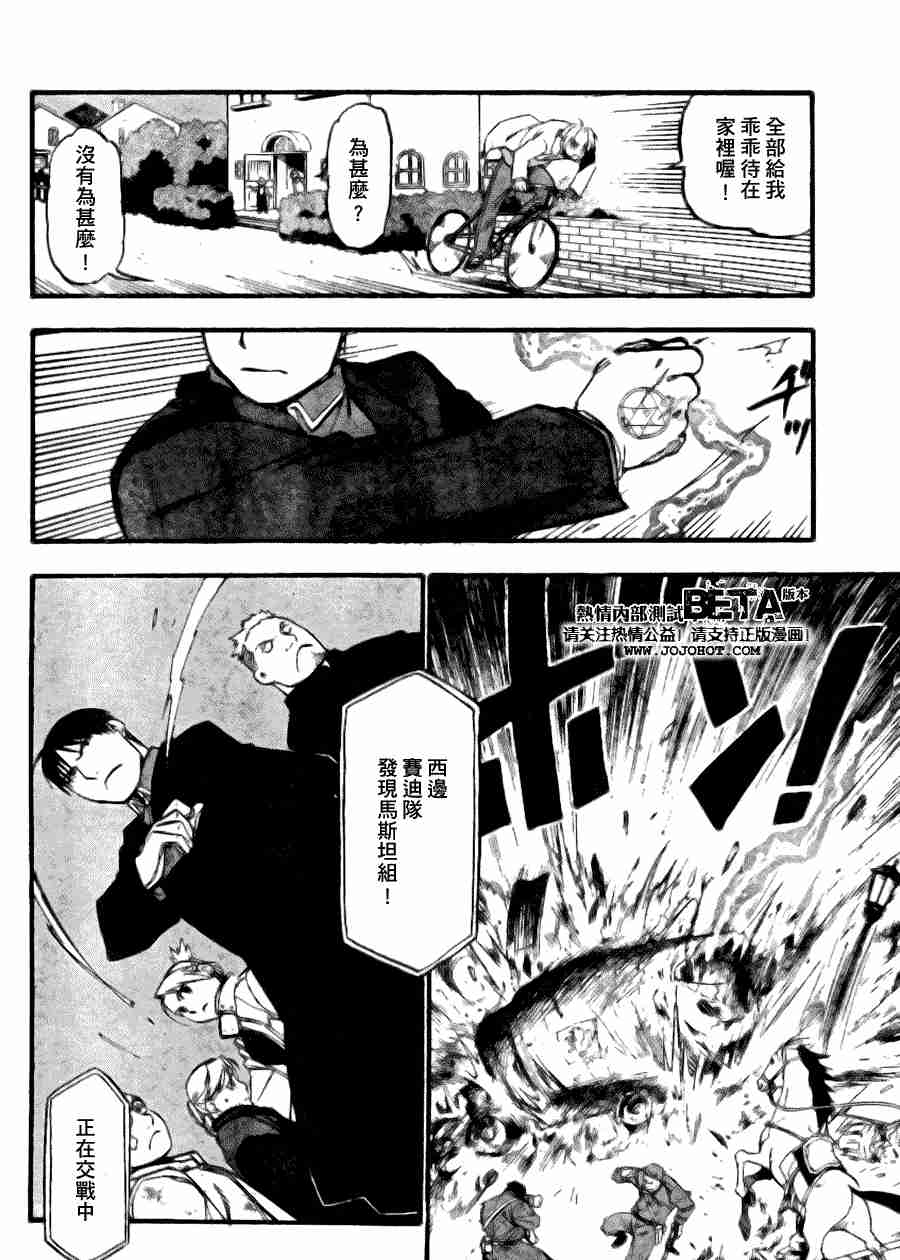 全部給我
乖乖待在
家裡喔！
為甚麼？
沒有為甚麼！
ゴッ
熱情内部測試BETA版本
请关注热情公益! 请支持正版漫画!
WWW.JOJOHOT.COM
ボン!
西邊
賽迪隊
發現馬斯坦組！
正在交戰中